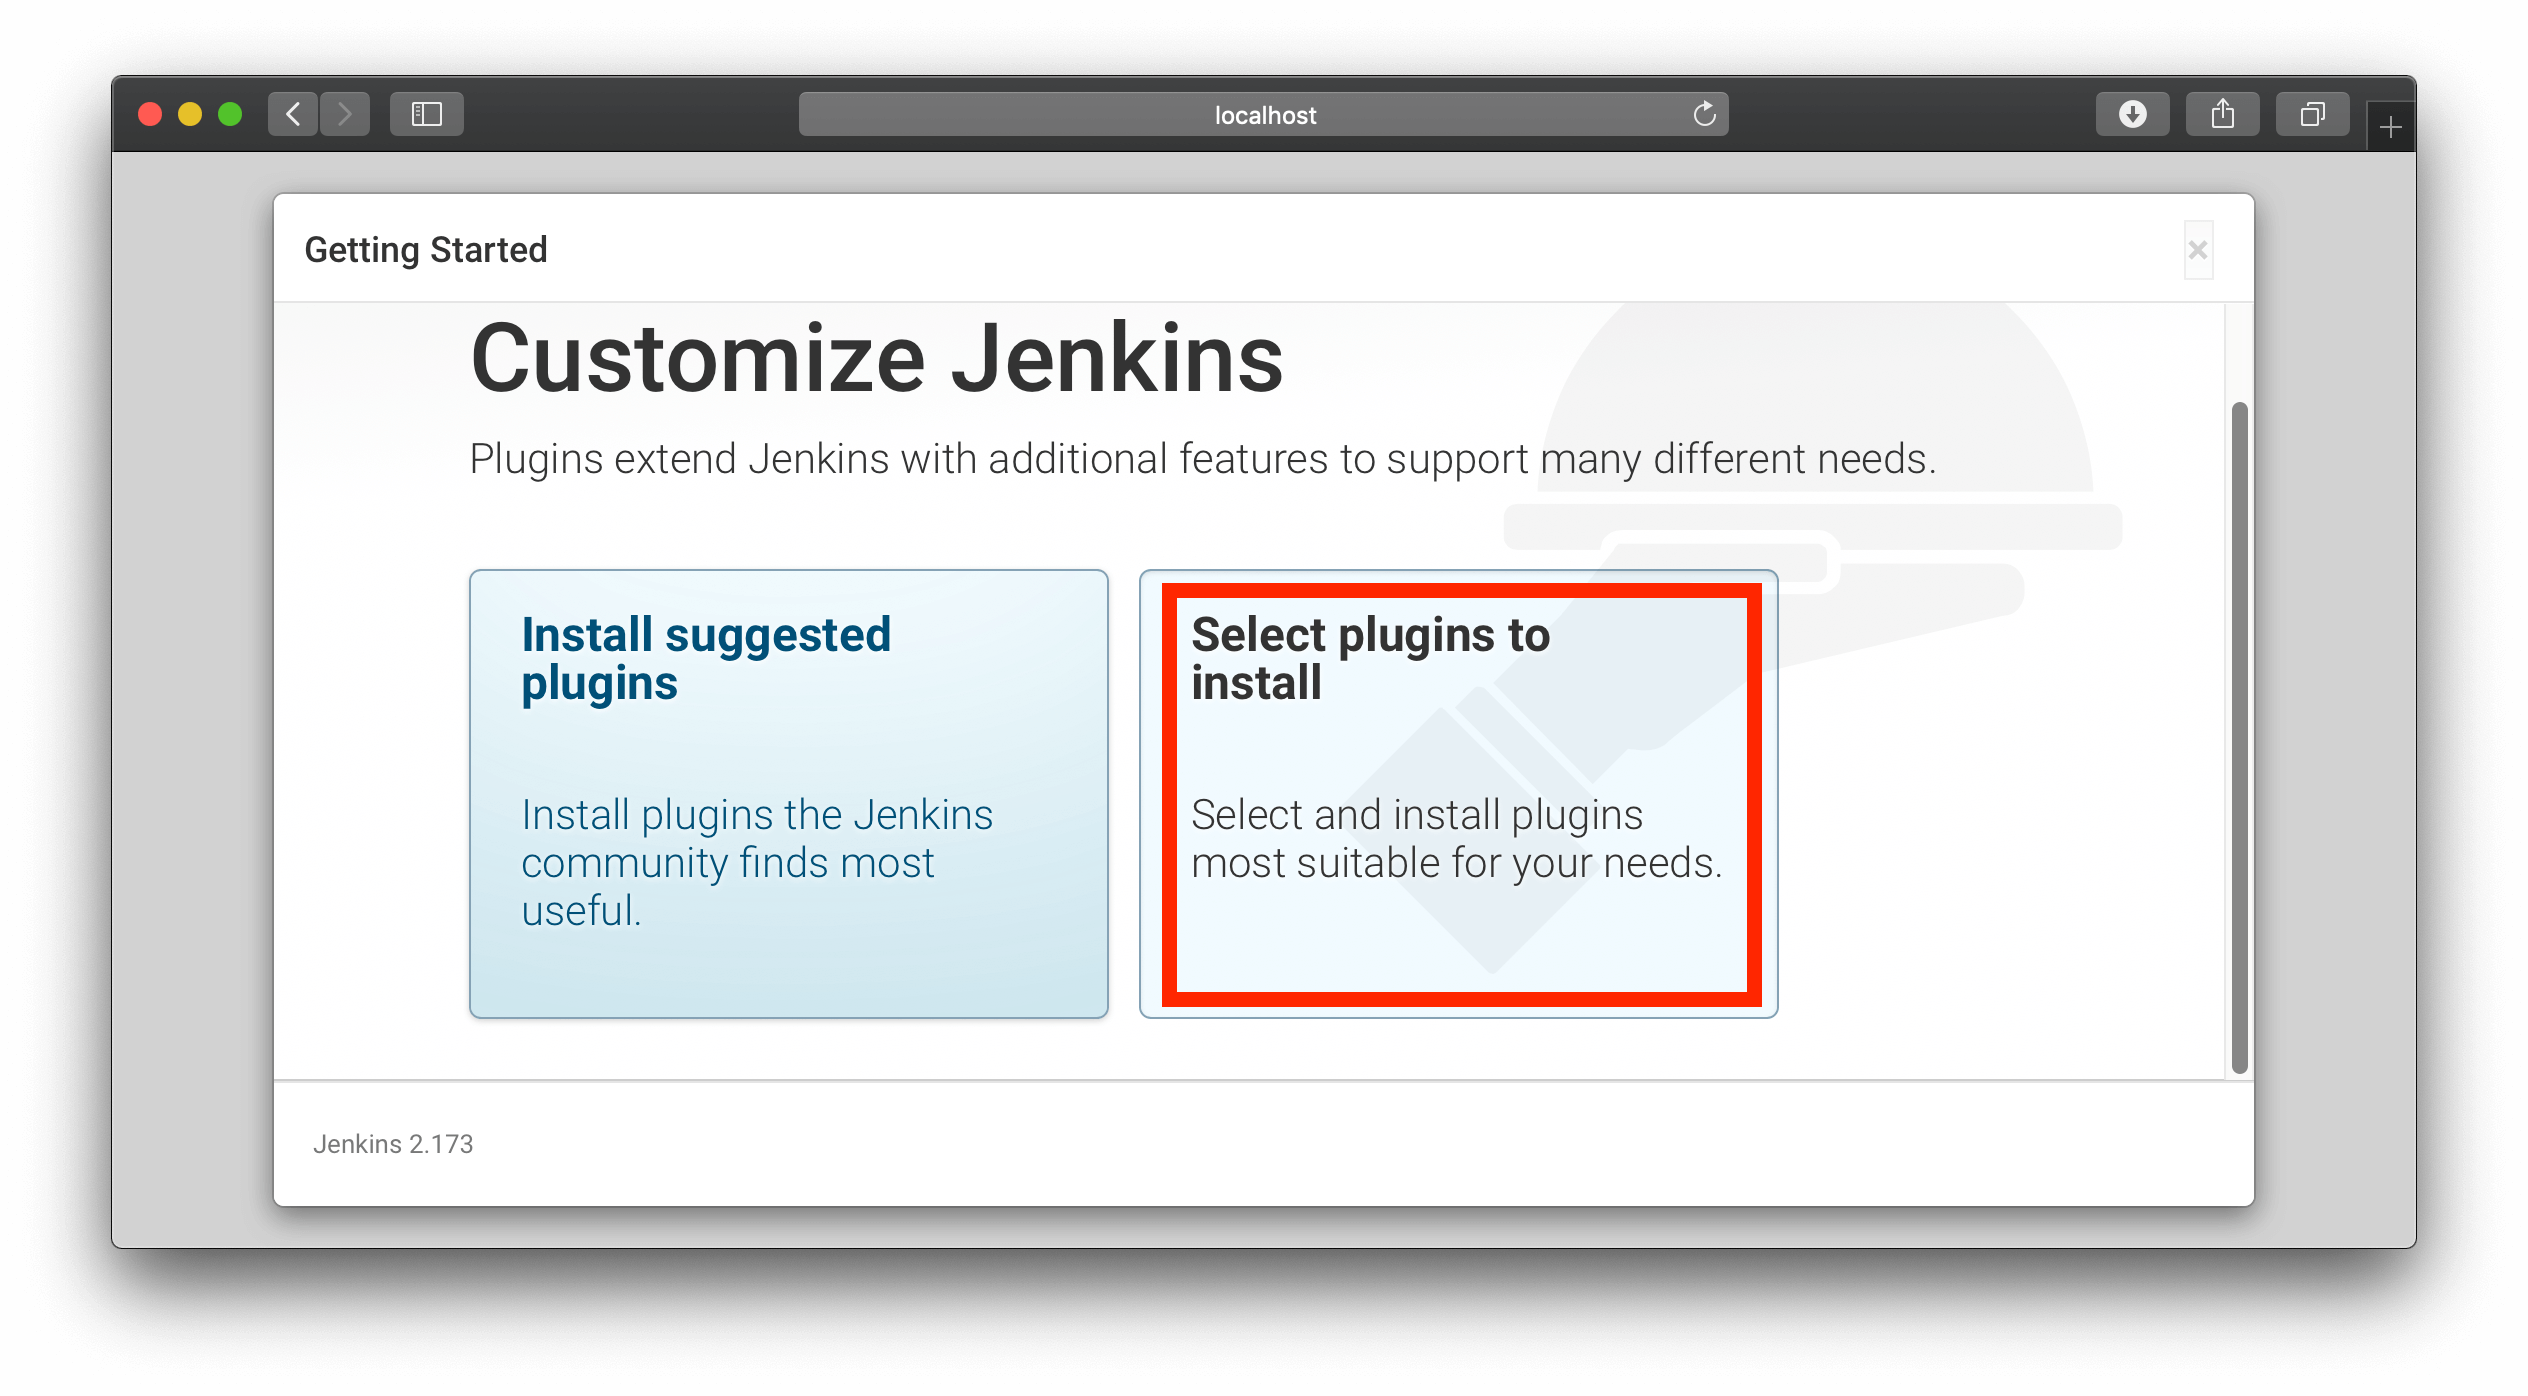 localhost
Getting Started
Customize Jenkins
Plugins extend Jenkins with additional features to support many different needs.
Install suggested
plugins
Install plugins the Jenkins
community finds most
useful.
Select plugins to
install
Select and install plugins
most suitable for your needs.
Jenkins 2.173